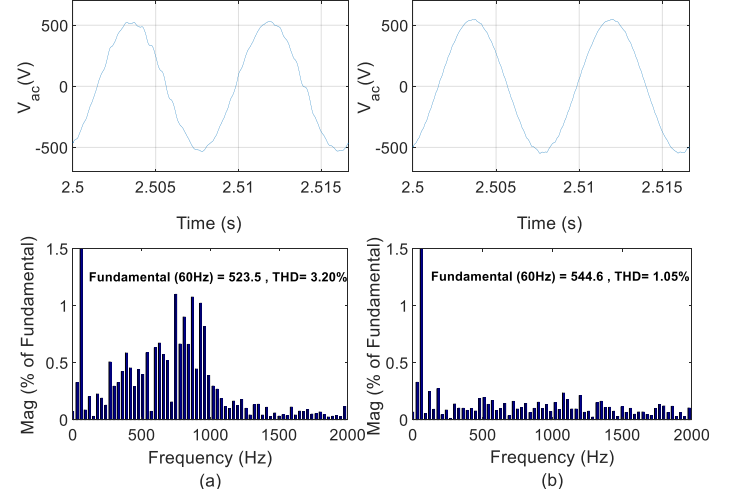 500
0
-500
V_ac(V)
2.5
2.505
2.51
2.515
Time (s)
500
0
-500
V_ac(V)
2.5
2.505
2.51
2.515
Time (s)
1.5
1
0.5
0
Mag (% of Fundamental)
Fundamental (60Hz) = 523.5 , THD= 3.20%
0
500
1000
1500
2000
Frequency (Hz)
(a)
1.5
1
0.5
0
Mag (% of Fundamental)
Fundamental (60Hz) = 544.6 , THD= 1.05%
0
500
1000
1500
2000
Frequency (Hz)
(b)